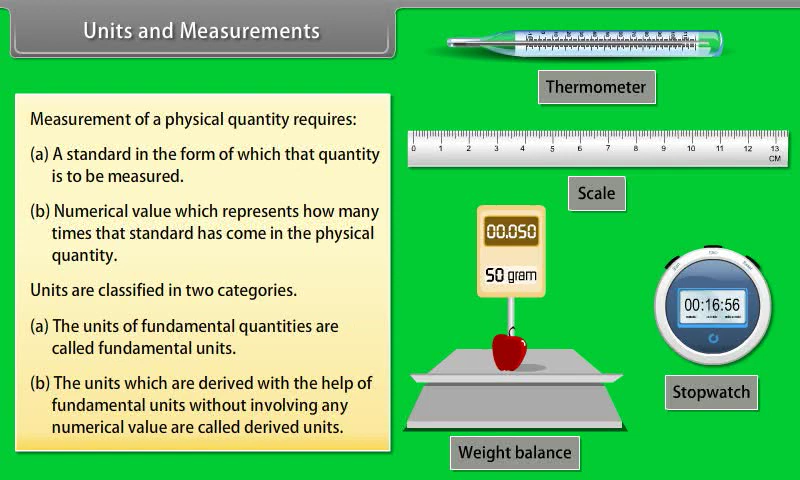 Units and Measurements
Measurement of a physical quantity requires:
(a) A standard in the form of which that quantity
is to be measured.
(b) Numerical value which represents how many
times that standard has come in the physical
quantity.
Units are classified in two categories.
(a) The units of fundamental quantities are
called fundamental units.
(b) The units which are derived with the help of
fundamental units without involving any
numerical value are called derived units.
Thermometer
0 1 2 3 4 5 6 7 8 9 10 11 12 13
CM
Scale
00.050
50 gram
Weight balance
00:16:56
Stopwatch